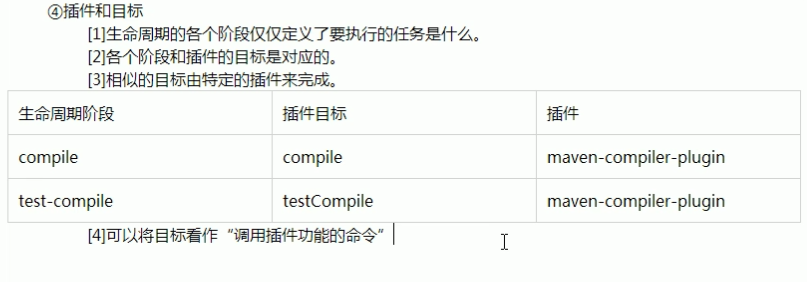 ④插件和目标
[1]生命周期的各个阶段仅仅定义了要执行的任务是什么。
[2]各个阶段和插件的目标是对应的。
[3]相似的目标由特定的插件来完成。
生命周期阶段 插件目标 插件
compile compile maven-compiler-plugin
test-compile testCompile maven-compiler-plugin
[4]可以将目标看作“调用插件功能的命令”